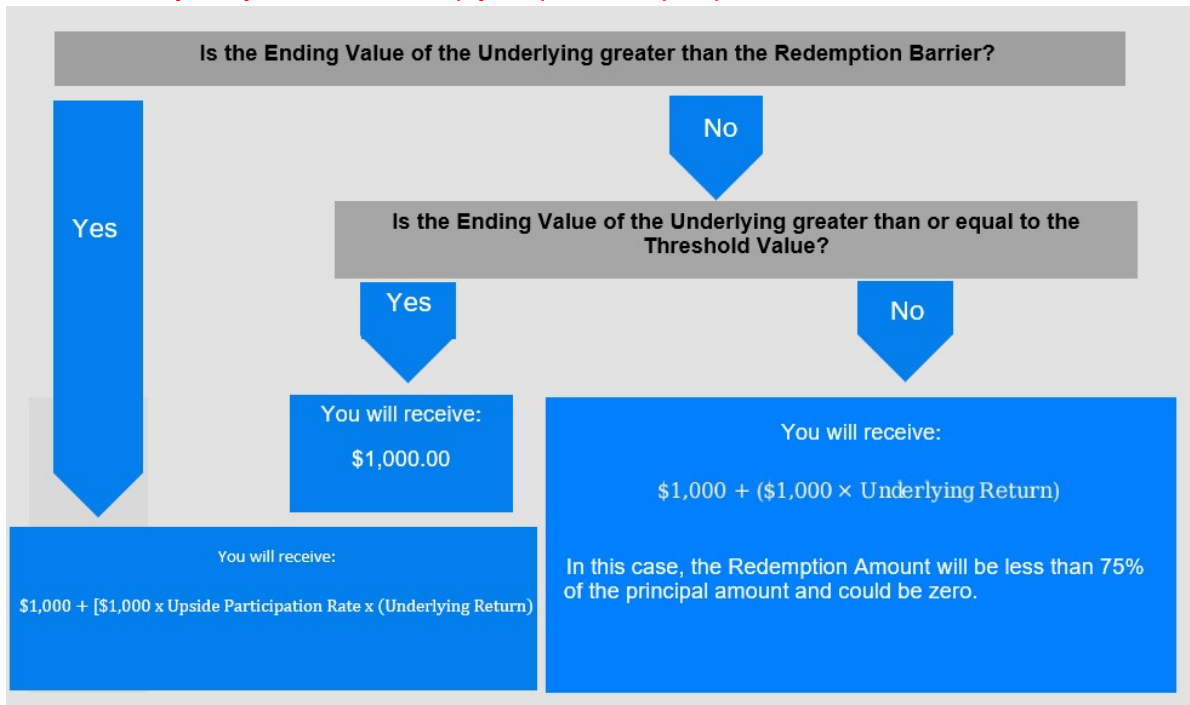 Is the Ending Value of the Underlying greater than the Redemption Barrier?
No
Yes
Is the Ending Value of the Underlying greater than or equal to the
Threshold Value?
Yes
No
You will receive:
$1,000.00
You will receive:
$1,000 + ($1,000 × Underlying Return)
In this case, the Redemption Amount will be less than 75%
of the principal amount and could be zero.
You will receive:
$1,000 + [$1,000 x Upside Participation Rate x (Underlying Return)